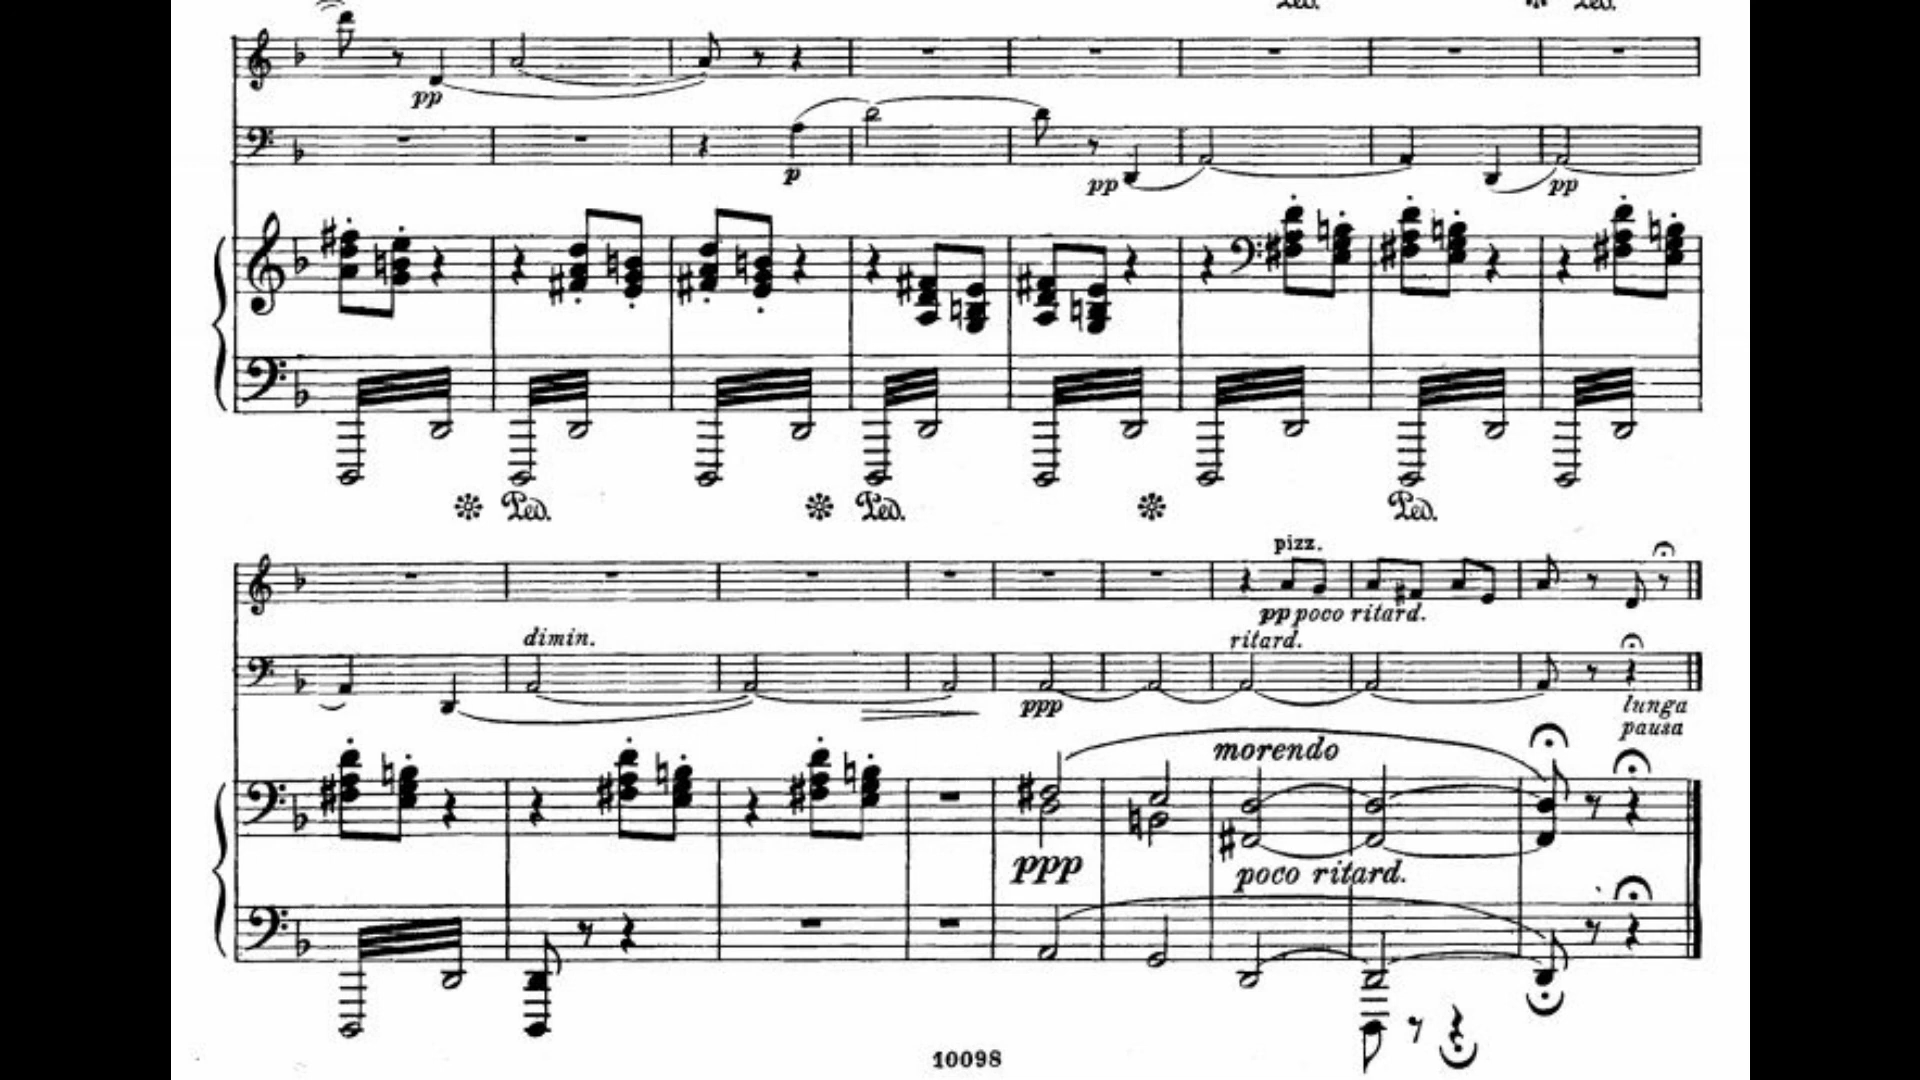 Ped. Ped.
pp
p pp pp
Ped. Ped. Ped.
pizz.
pp poco ritard.
dimin. ritard.
ppp lunga
pausa
morendo
ppp poco ritard.
10098